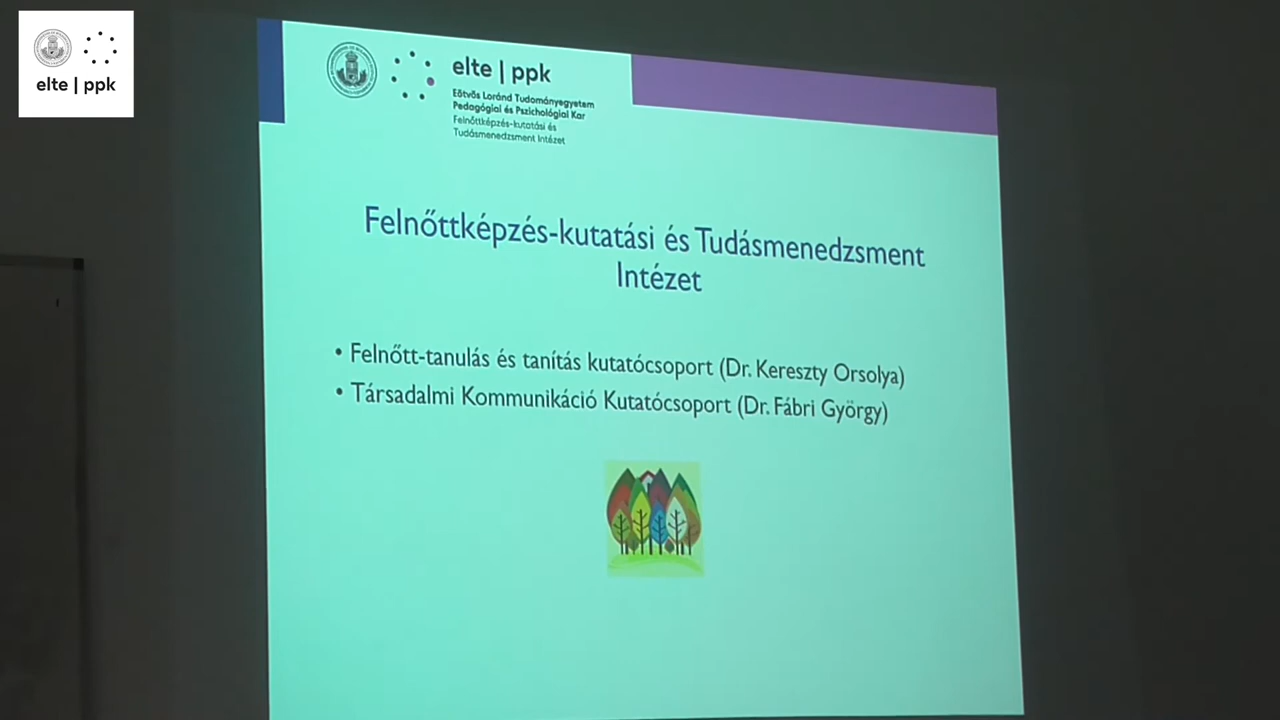 elte | ppk
elte | ppk
Eötvös Loránd Tudományegyetem
Pedagógiai és Pszichológiai Kar
Felnőttképzés-kutatási és
Tudásmenedzsment Intézet
Felnőttképzés-kutatási és Tudásmenedzsment
Intézet
• Felnőtt-tanulás és tanítás kutatócsoport (Dr. Kereszty Orsolya)
• Társadalmi Kommunikáció Kutatócsoport (Dr. Fábri György)